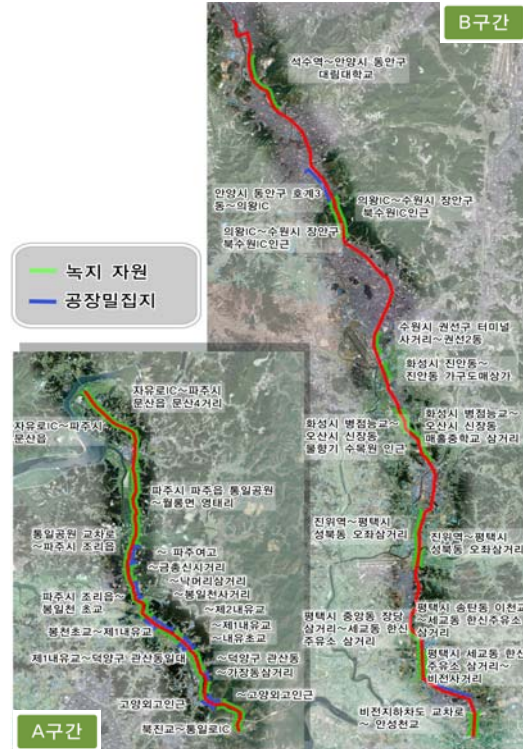 B구간
석수역~안양시 동안구
대림대학교
안양시 동안구 호계3
동~의왕IC
의왕IC~수원시 장안구
북수원IC인근
의왕IC~수원시 장안구
북수원IC인근
녹지 자원
공장밀집지
수원시 권선구 터미널
사거리~권선2동
화성시 진안동~
진안동 가구도매상가
화성시 병점능교~
오산시 신장동
물향기 수목원 인근
화성시 병점능교~
오산시 신장동
매홀중학교 삼거리
진위역~평택시
성북동 오좌삼거리
진위역~평택시
성북동 오좌삼거리
평택시 중앙동 장당
삼거리~세교동 한신
주유소 삼거리
평택시 송탄동 이천교
~세교동 한신주유소
삼거리
평택시 세교동 한신
주유소 삼거리~
비전사거리
비전지하차도 교차로
~ 안성천교
자유로IC~파주시
문산읍 문산4거리
자유로IC~파주시
문산읍
파주시 파주읍 통일공원
~월롱면 영태리
통일공원 교차로
~파주시 조리읍
~ 파주여고
~금촌신시거리
~낙머리삼거리
~봉일천사거리
파주시 조리읍~
봉일천 초교
~제2내유교
~제1내유교
~내유초교
봉천초교~제1내유교
제1내유교~덕양구 관산동일대
~덕양구 관산동
~가장동삼거리
고양외고인근
~고양외고인근
북진교~통일로IC
A구간